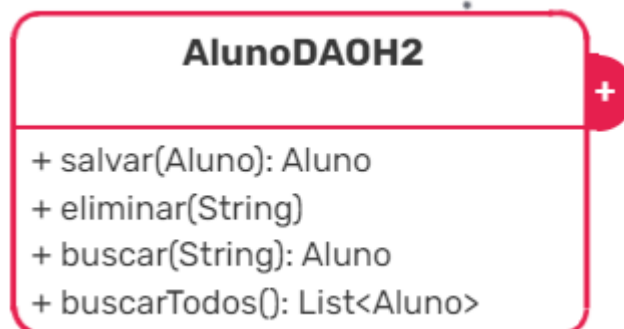 AlunoDAOH2
+
+ salvar(Aluno): Aluno
+ eliminar(String)
+ buscar(String): Aluno
+ buscarTodos(): List<Aluno>